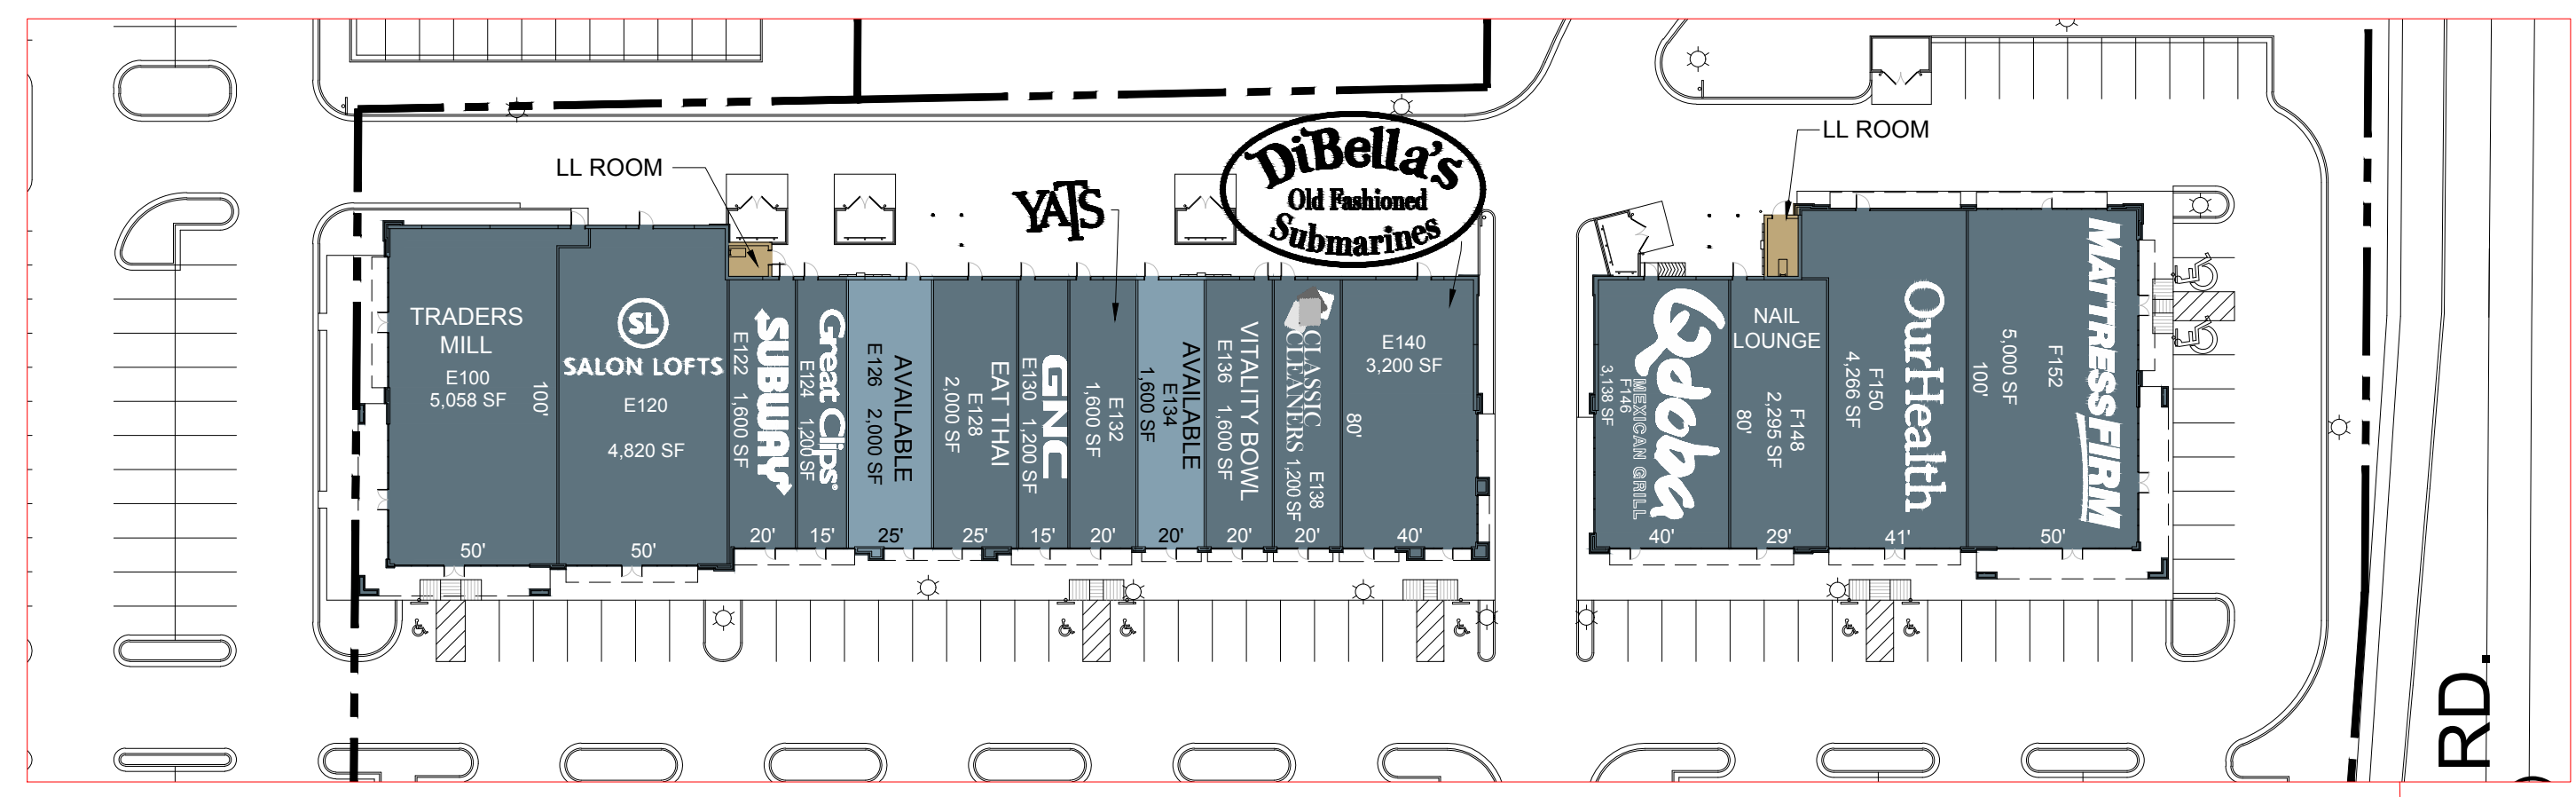 LL ROOM
YATS
DiBella's
Old Fashioned
Submarines
LL ROOM
TRADERS
MILL
E100
5,058 SF
100'
50'
SL
SALON LOFTS
E120
4,820 SF
50'
SUBWAY
E122 1,600 SF
20'
Great Clips
E124 1,200 SF
15'
AVAILABLE
E126 2,000 SF
25'
EAT THAI
E128
2,000 SF
25'
GNC
E130 1,200 SF
15'
E132
1,600 SF
20'
AVAILABLE
E134
1,600 SF
20'
VITALITY BOWL
E136 1,600 SF
20'
CLASSIC
CLEANERS
E138
1,200 SF
20'
E140
3,200 SF
80'
40'
Qdoba
MEXICAN GRILL
F146
3,138 SF
40'
NAIL
LOUNGE
F148
2,295 SF
80'
29'
OurHealth
F150
4,266 SF
41'
MATTRESS FIRM
F152
5,000 SF
100'
50'
RD.